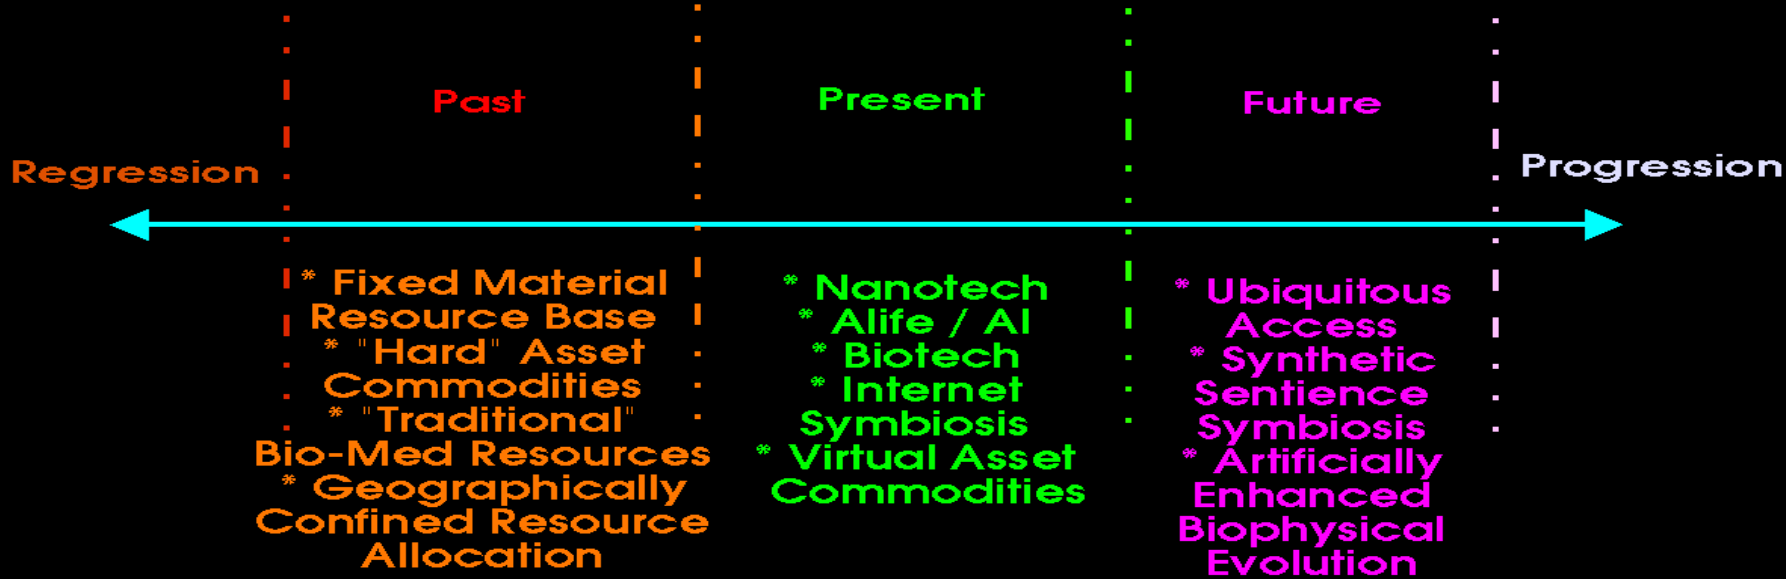 Past
Present
Future
Regression
Progression
* Fixed Material
Resource Base
* "Hard" Asset
Commodities
* "Traditional"
Bio-Med Resources
* Geographically
Confined Resource
Allocation
* Nanotech
* Alife / AI
* Biotech
* Internet
Symbiosis
* Virtual Asset
Commodities
* Ubiquitous
Access
* Synthetic
Sentience
Symbiosis
* Artificially
Enhanced
Biophysical
Evolution